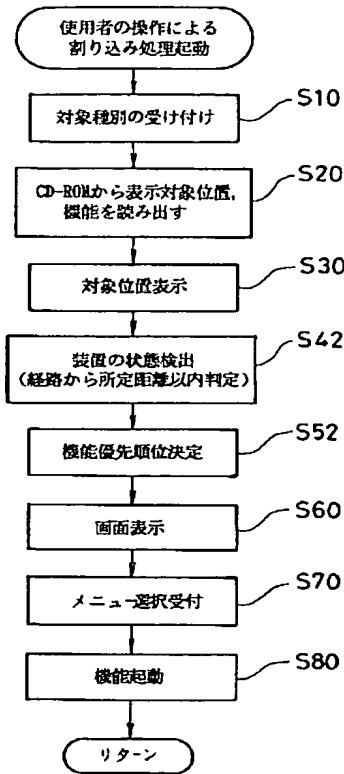 使用者の操作による
割り込み処理起動
対象種別の受け付け
S10
CD-ROMから表示対象位置,
機能を読み出す
S20
対象位置表示
S30
装置の状態検出
(経路から所定距離以内判定)
S42
機能優先順位決定
S52
画面表示
S60
メニュー選択受付
S70
機能起動
S80
リターン